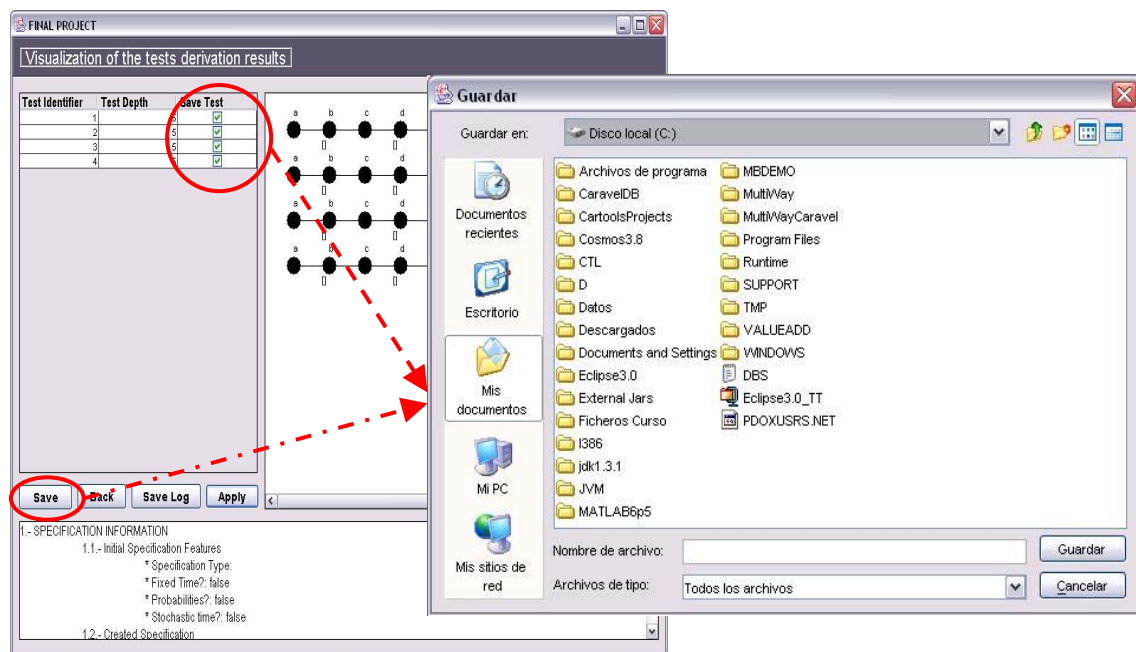 FINAL PROJECT
Visualization of the tests derivation results
Test Identifier Test Depth Save Test
1 5
2 5
3 5
4 5
a b c d
[] []
a b c d
[] []
a b c d
[] []
a b c d
[] []
Save Back Save Log Apply
1.- SPECIFICATION INFORMATION
1.1.- Initial Specification Features
* Specification Type:
* Fixed Time?: false
* Probabilities?: false
* Stochastic time?: false
1.2.- Created Specification
Guardar
Guardar en: Disco local (C:)
Documentos
recientes
Escritorio
Mis
documentos
Mi PC
Mis sitios de
red
Archivos de programa
CaravelDB
CartoolsProjects
Cosmos3.8
CTL
D
Datos
Descargados
Documents and Settings
Eclipse3.0
External Jars
Ficheros Curso
I386
jdk1.3.1
JVM
MATLAB6p5
MBDEMO
MultiWay
MultiWayCaravel
Program Files
Runtime
SUPPORT
TMP
VALUEADD
WINDOWS
DBS
Eclipse3.0_TT
PDOXUSRS.NET
Nombre de archivo: Guardar
Archivos de tipo: Todos los archivos Cancelar